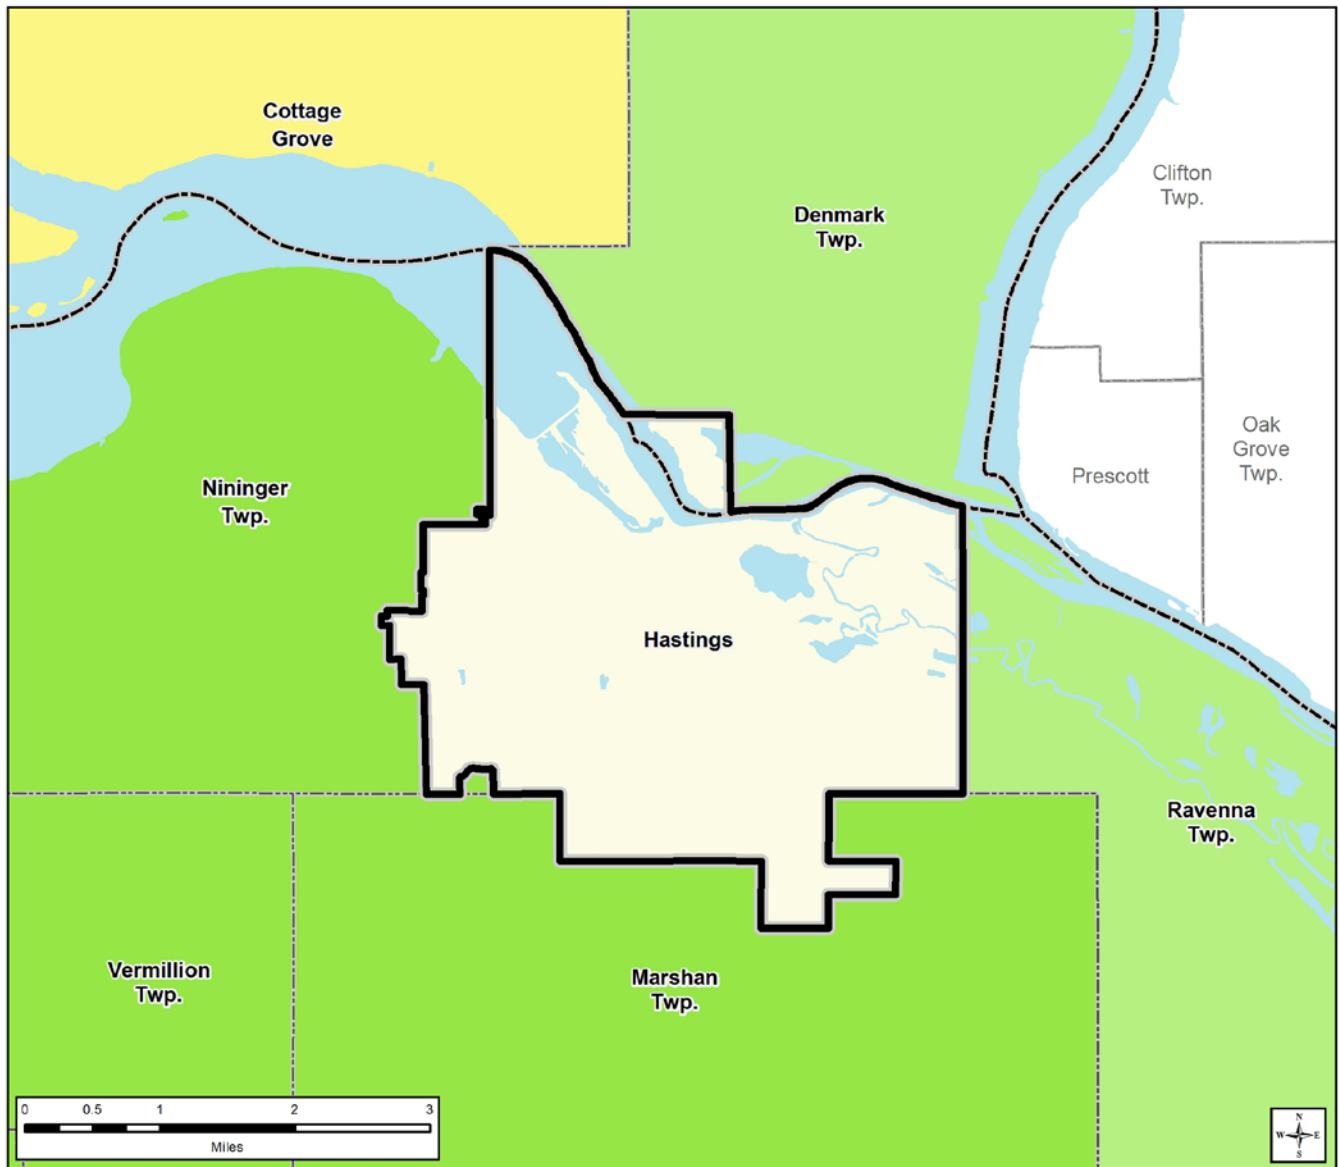 Cottage
Grove
Clifton
Twp.
Denmark
Twp.
Oak
Grove
Twp.
Prescott
Nininger
Twp.
Hastings
Ravenna
Twp.
Vermillion
Twp.
Marshan
Twp.
0 0.5 1 2 3
Miles
N
W E
S